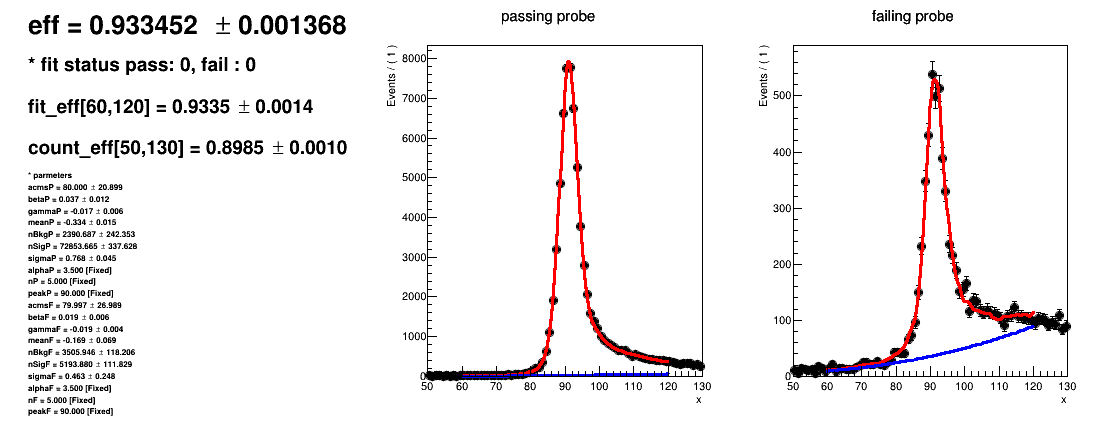 eff = 0.933452 ± 0.001368
* fit status pass: 0, fail : 0
fit_eff[60,120] = 0.9335 ± 0.0014
count_eff[50,130] = 0.8985 ± 0.0010
* parmeters
acmsP = 80.000 ± 20.899
betaP = 0.037 ± 0.012
gammaP = -0.017 ± 0.006
meanP = -0.334 ± 0.015
nBkgP = 2390.687 ± 242.353
nSigP = 72853.665 ± 337.628
sigmaP = 0.768 ± 0.045
alphaP = 3.500 [Fixed]
nP = 5.000 [Fixed]
peakP = 90.000 [Fixed]
acmsF = 79.997 ± 26.989
betaF = 0.019 ± 0.006
gammaF = -0.019 ± 0.004
meanF = -0.169 ± 0.069
nBkgF = 3505.946 ± 118.206
nSigF = 5193.880 ± 111.829
sigmaF = 0.463 ± 0.248
alphaF = 3.500 [Fixed]
nF = 5.000 [Fixed]
peakF = 90.000 [Fixed]
passing probe
Events / ( 1 )
8000
7000
6000
5000
4000
3000
2000
1000
0
50 60 70 80 90 100 110 120 130
x
failing probe
Events / ( 1 )
500
400
300
200
100
0
50 60 70 80 90 100 110 120 130
x